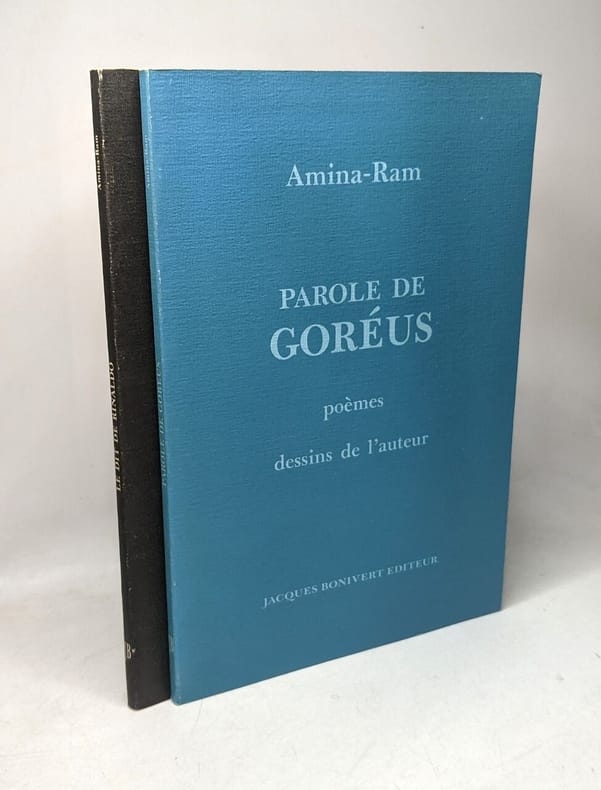 Amina-Ram
PAROLE DE
GORÉUS
poèmes
dessins de l'auteur
JACQUES BONIVERT EDITEUR
Amina-Ram
LE DIT DE RINALDO